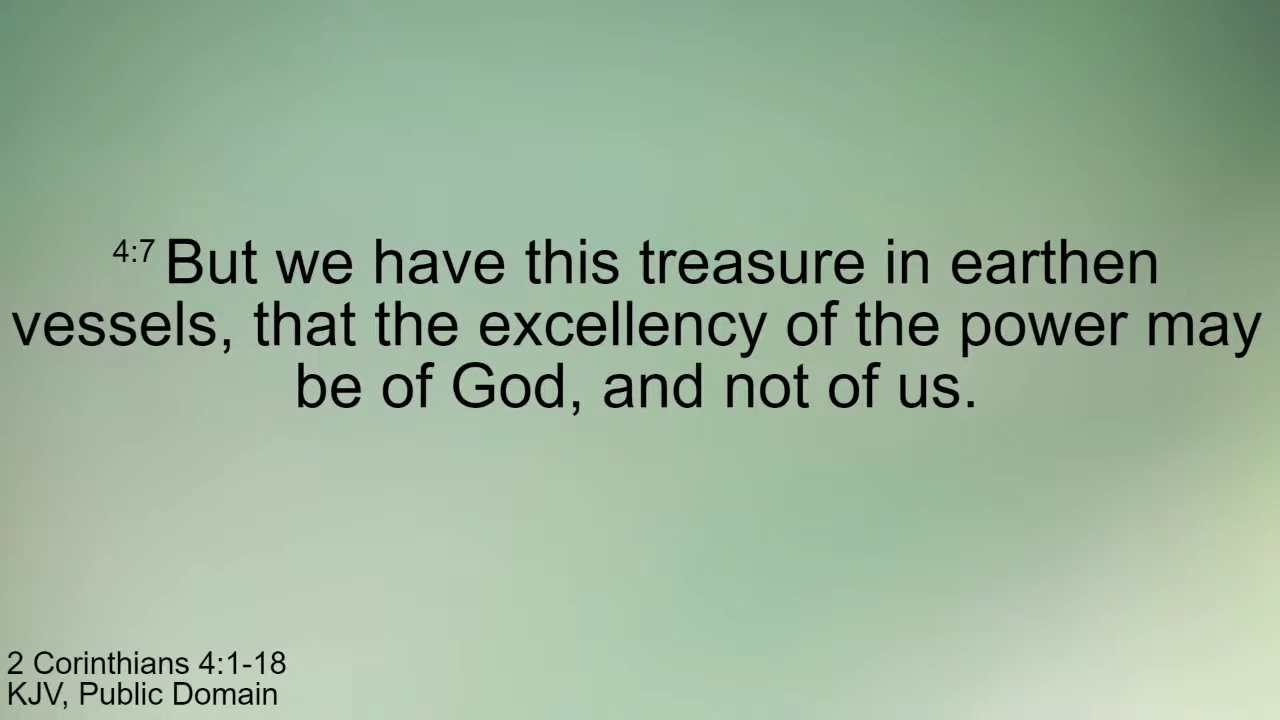 4:7 But we have this treasure in earthen
vessels, that the excellency of the power may
be of God, and not of us.
2 Corinthians 4:1-18
KJV, Public Domain